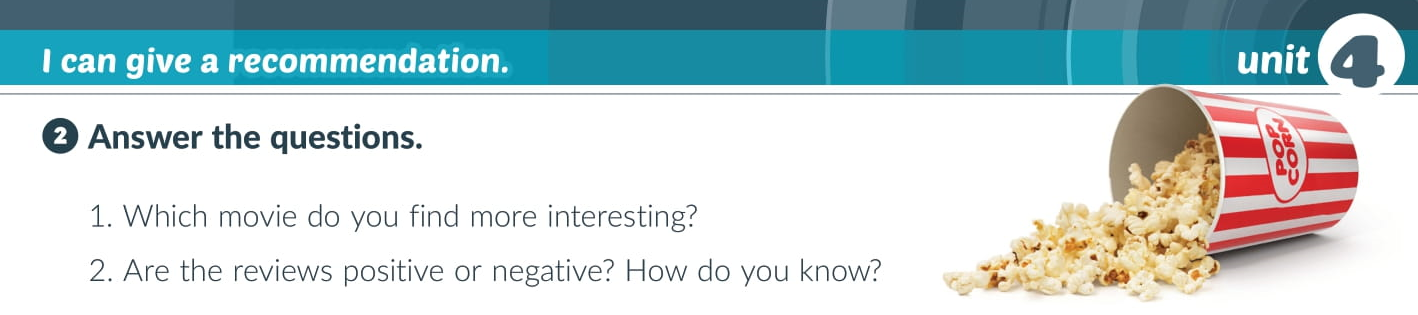 I can give a recommendation.
unit 4
2 Answer the questions.
POP
CORN
1. Which movie do you find more interesting?
2. Are the reviews positive or negative? How do you know?